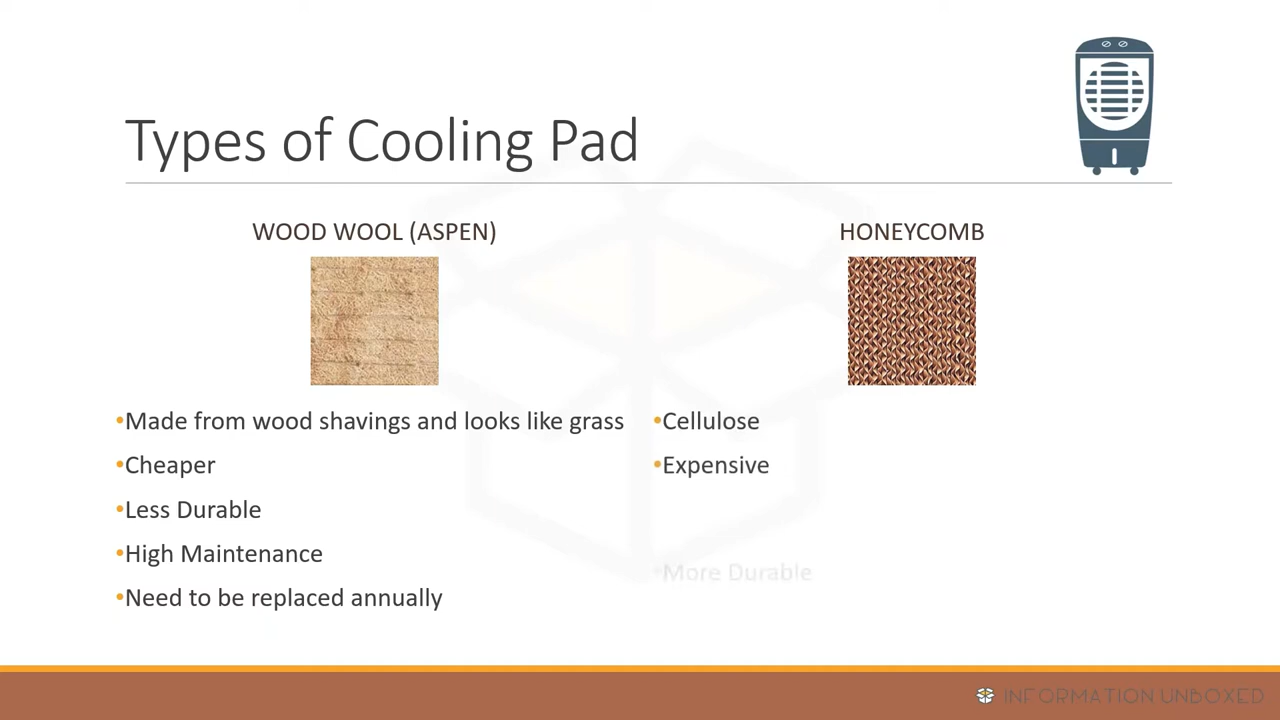 Types of Cooling Pad
WOOD WOOL (ASPEN)
•Made from wood shavings and looks like grass
•Cheaper
•Less Durable
•High Maintenance
•Need to be replaced annually
HONEYCOMB
•Cellulose
•Expensive
•More Durable
INFORMATION UNBOXED